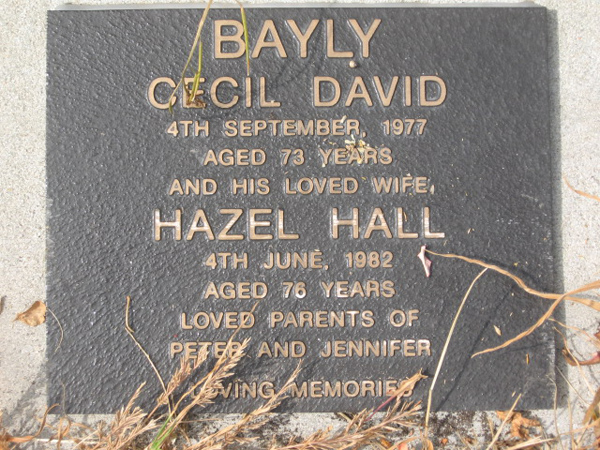 BAYLY
CECIL DAVID
4TH SEPTEMBER, 1977
AGED 73 YEARS
AND HIS LOVED WIFE,
HAZEL HALL
4TH JUNE, 1982
AGED 76 YEARS
LOVED PARENTS OF
PETER AND JENNIFER
LOVING MEMORIES